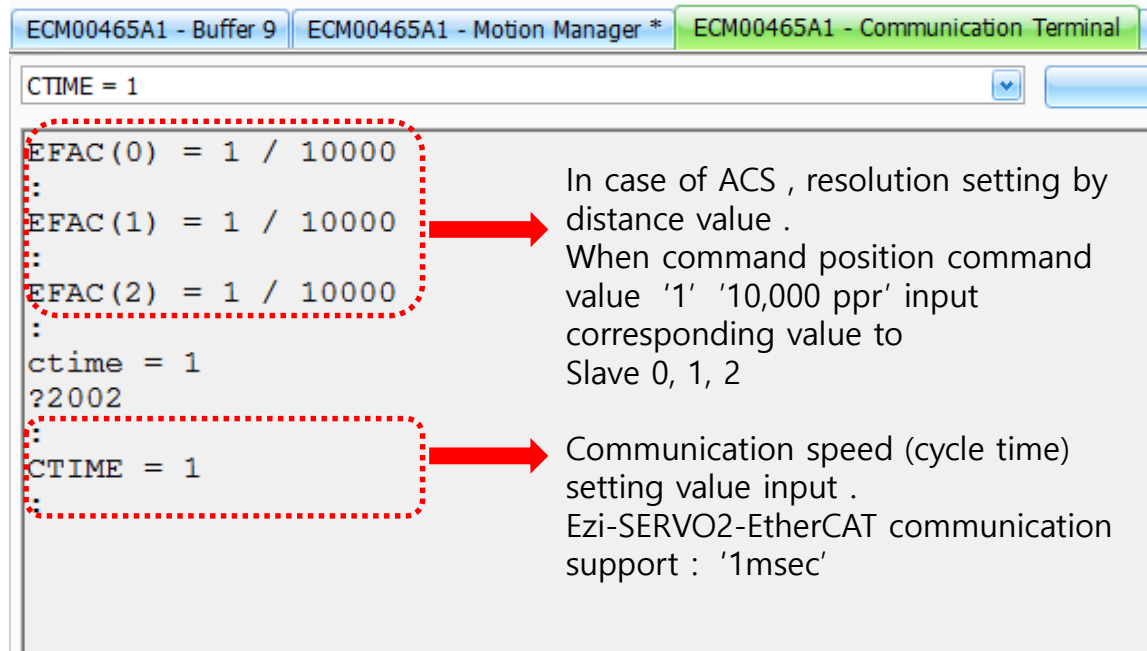 ECM00465A1 - Buffer 9
ECM00465A1 - Motion Manager *
ECM00465A1 - Communication Terminal
CTIME = 1
EFAC(0) = 1 / 10000
:
EFAC(1) = 1 / 10000
:
EFAC(2) = 1 / 10000
:
ctime = 1
?2002
:
CTIME = 1
:
In case of ACS , resolution setting by
distance value .
When command position command
value ‘1’ ‘10,000 ppr’ input
corresponding value to
Slave 0, 1, 2
Communication speed (cycle time)
setting value input .
Ezi-SERVO2-EtherCAT communication
support : ‘1msec’